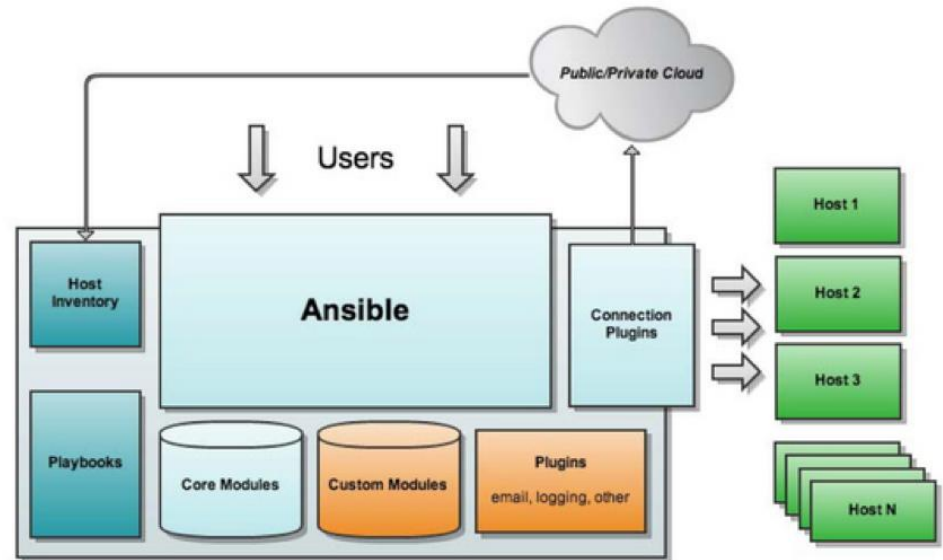 Public/Private Cloud
Users
Host 1
Host
Inventory
Ansible
Connection
Plugins
Host 2
Host 3
Playbooks
Core Modules
Custom Modules
Plugins
email, logging, other
Host N